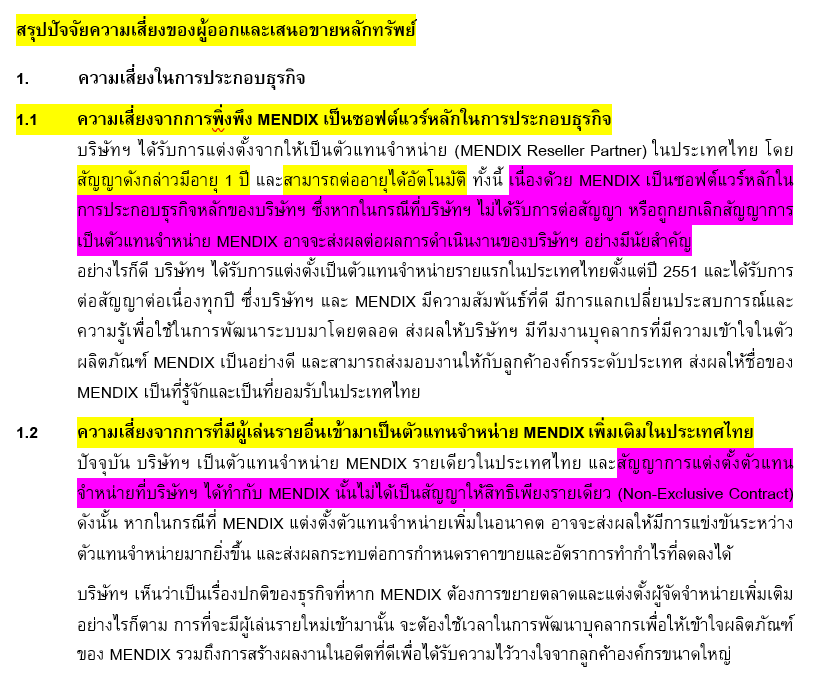 สรุปปัจจัยความเสี่ยงของผู้ออกและเสนอขายหลักทรัพย์
1. ความเสี่ยงในการประกอบธุรกิจ
1.1 ความเสี่ยงจากการพึ่งพึง MENDIX เป็นซอฟต์แวร์หลักในการประกอบธุรกิจ
บริษัทฯ ได้รับการแต่งตั้งจากให้เป็นตัวแทนจำหน่าย (MENDIX Reseller Partner) ในประเทศไทย โดย
สัญญาดังกล่าวมีอายุ 1 ปี และสามารถต่ออายุได้อัตโนมัติ ทั้งนี้ เนื่องด้วย MENDIX เป็นซอฟต์แวร์หลักใน
การประกอบธุรกิจหลักของบริษัทฯ ซึ่งหากในกรณีที่บริษัทฯ ไม่ได้รับการต่อสัญญา หรือถูกยกเลิกสัญญาการ
เป็นตัวแทนจำหน่าย MENDIX อาจจะส่งผลต่อผลการดำเนินงานของบริษัทฯ อย่างมีนัยสำคัญ
อย่างไรก็ดี บริษัทฯ ได้รับการแต่งตั้งเป็นตัวแทนจำหน่ายรายแรกในประเทศไทยตั้งแต่ปี 2551 และได้รับการ
ต่อสัญญาต่อเนื่องทุกปี ซึ่งบริษัทฯ และ MENDIX มีความสัมพันธ์ที่ดี มีการแลกเปลี่ยนประสบการณ์และ
ความรู้เพื่อใช้ในการพัฒนาระบบมาโดยตลอด ส่งผลให้บริษัทฯ มีทีมงานบุคลากรที่มีความเข้าใจในตัว
ผลิตภัณฑ์ MENDIX เป็นอย่างดี และสามารถส่งมอบงานให้กับลูกค้าองค์กรระดับประเทศ ส่งผลให้ชื่อของ
MENDIX เป็นที่รู้จักและเป็นที่ยอมรับในประเทศไทย
1.2 ความเสี่ยงจากการที่มีผู้เล่นรายอื่นเข้ามาเป็นตัวแทนจำหน่าย MENDIX เพิ่มเติมในประเทศไทย
ปัจจุบัน บริษัทฯ เป็นตัวแทนจำหน่าย MENDIX รายเดียวในประเทศไทย และสัญญาการแต่งตั้งตัวแทน
จำหน่ายที่บริษัทฯ ได้ทำกับ MENDIX นั้นไม่ได้เป็นสัญญาให้สิทธิเพียงรายเดียว (Non-Exclusive Contract)
ดังนั้น หากในกรณีที่ MENDIX แต่งตั้งตัวแทนจำหน่ายเพิ่มในอนาคต อาจจะส่งผลให้มีการแข่งขันระหว่าง
ตัวแทนจำหน่ายมากยิ่งขึ้น และส่งผลกระทบต่อการกำหนดราคาขายและอัตราการทำกำไรที่ลดลงได้
บริษัทฯ เห็นว่าเป็นเรื่องปกติของธุรกิจที่หาก MENDIX ต้องการขยายตลาดและแต่งตั้งผู้จัดจำหน่ายเพิ่มเติม
อย่างไรก็ตาม การที่จะมีผู้เล่นรายใหม่เข้ามานั้น จะต้องใช้เวลาในการพัฒนาบุคลากรเพื่อให้เข้าใจผลิตภัณฑ์
ของ MENDIX รวมถึงการสร้างผลงานในอดีตที่ดีเพื่อได้รับความไว้วางใจจากลูกค้าองค์กรขนาดใหญ่